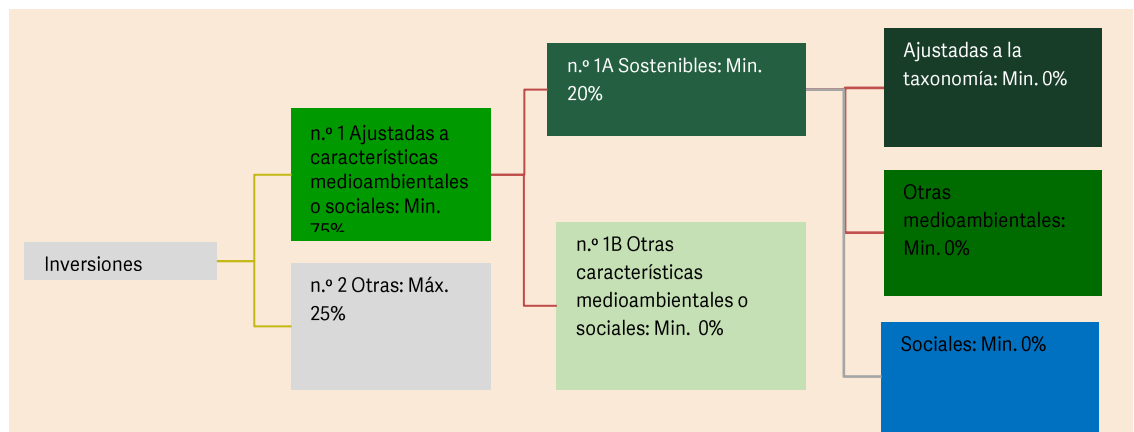 Inversiones
n.º 1 Ajustadas a
características
medioambientales
o sociales: Min.
75%
n.º 2 Otras: Máx.
25%
n.º 1A Sostenibles: Min.
20%
n.º 1B Otras
características
medioambientales o
sociales: Min. 0%
Ajustadas a la
taxonomía: Min. 0%
Otras
medioambientales:
Min. 0%
Sociales: Min. 0%